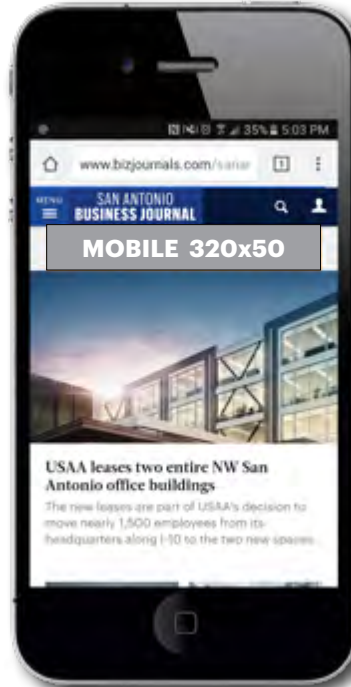 35% 5:03 PM
www.bizjournals.com/sanan
1
MENU
SAN ANTONIO
BUSINESS JOURNAL
MOBILE 320x50
USAA leases two entire NW San
Antonio office buildings
The new leases are part of USAA's decision to
move nearly 1,500 employees from its
headquarters along I-10 to the two new spaces.